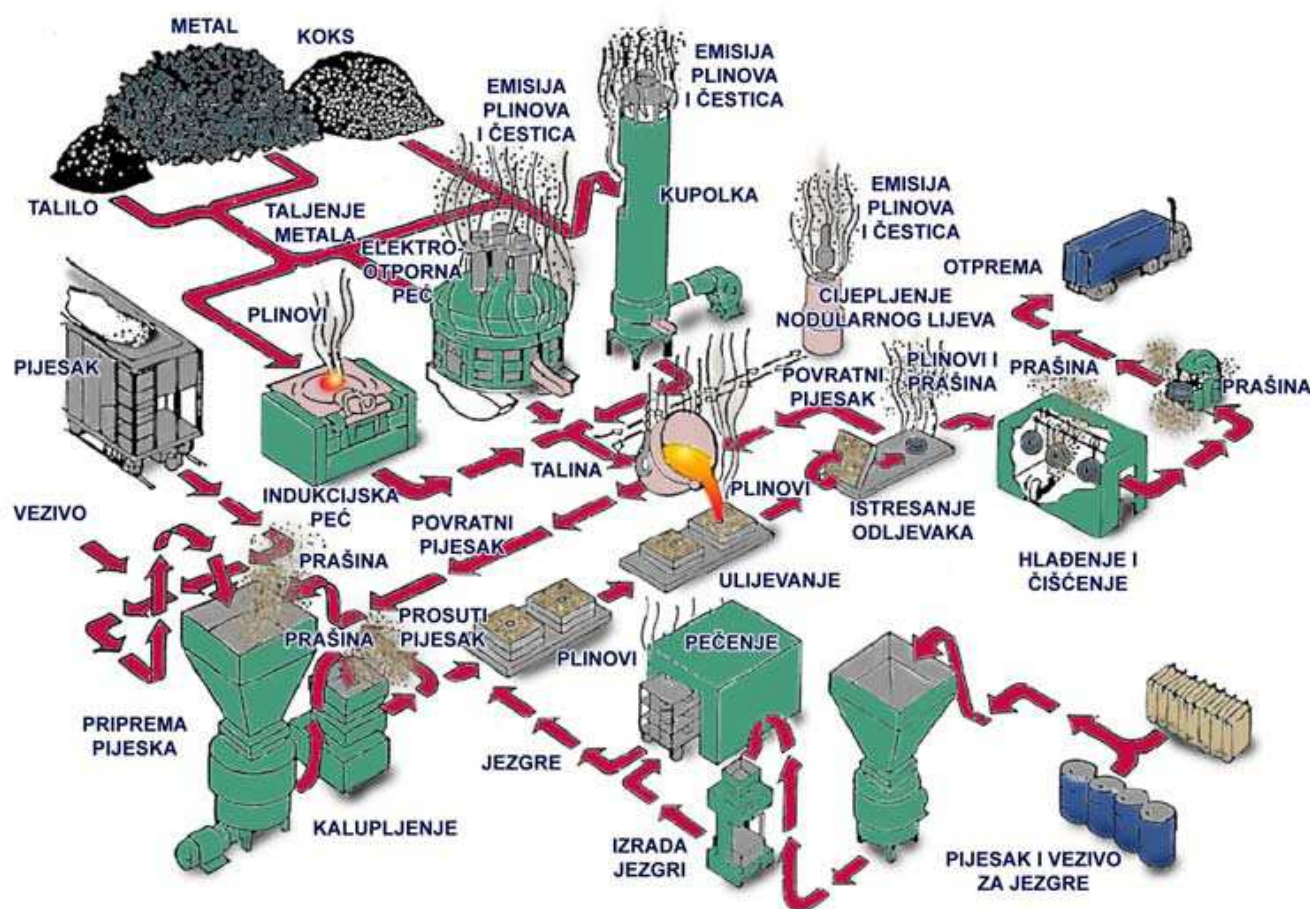 METAL
KOKS
EMISIJA
PLINOVA
I ČESTICA
EMISIJA
PLINOVA
I ČESTICA
TALILO
TALJENJE
METALA
KUPOLKA
EMISIJA
PLINOVA
I ČESTICA
ELEKTRO-
OTPORNA
PEĆ
OTPREMA
PLINOVI
CIJEPLJENJE
NODULARNOG LIJEVA
PIJESAK
PLINOVI I
PRAŠINA
POVRATNI
PIJESAK
PRAŠINA
PRAŠINA
TALINA
PLINOVI
INDUKCIJSKA
PEĆ
ISTRESANJE
ODLJEVAKA
VEZIVO
POVRATNI
PIJESAK
HLAĐENJE I
ČIŠĆENJE
PRAŠINA
ULIJEVANJE
PRAŠINA
PROSUTI
PIJESAK
PLINOVI
PEČENJE
PRIPREMA
PIJESKA
JEZGRE
KALUPLJENJE
IZRADA
JEZGRI
PIJESAK I VEZIVO
ZA JEZGRE